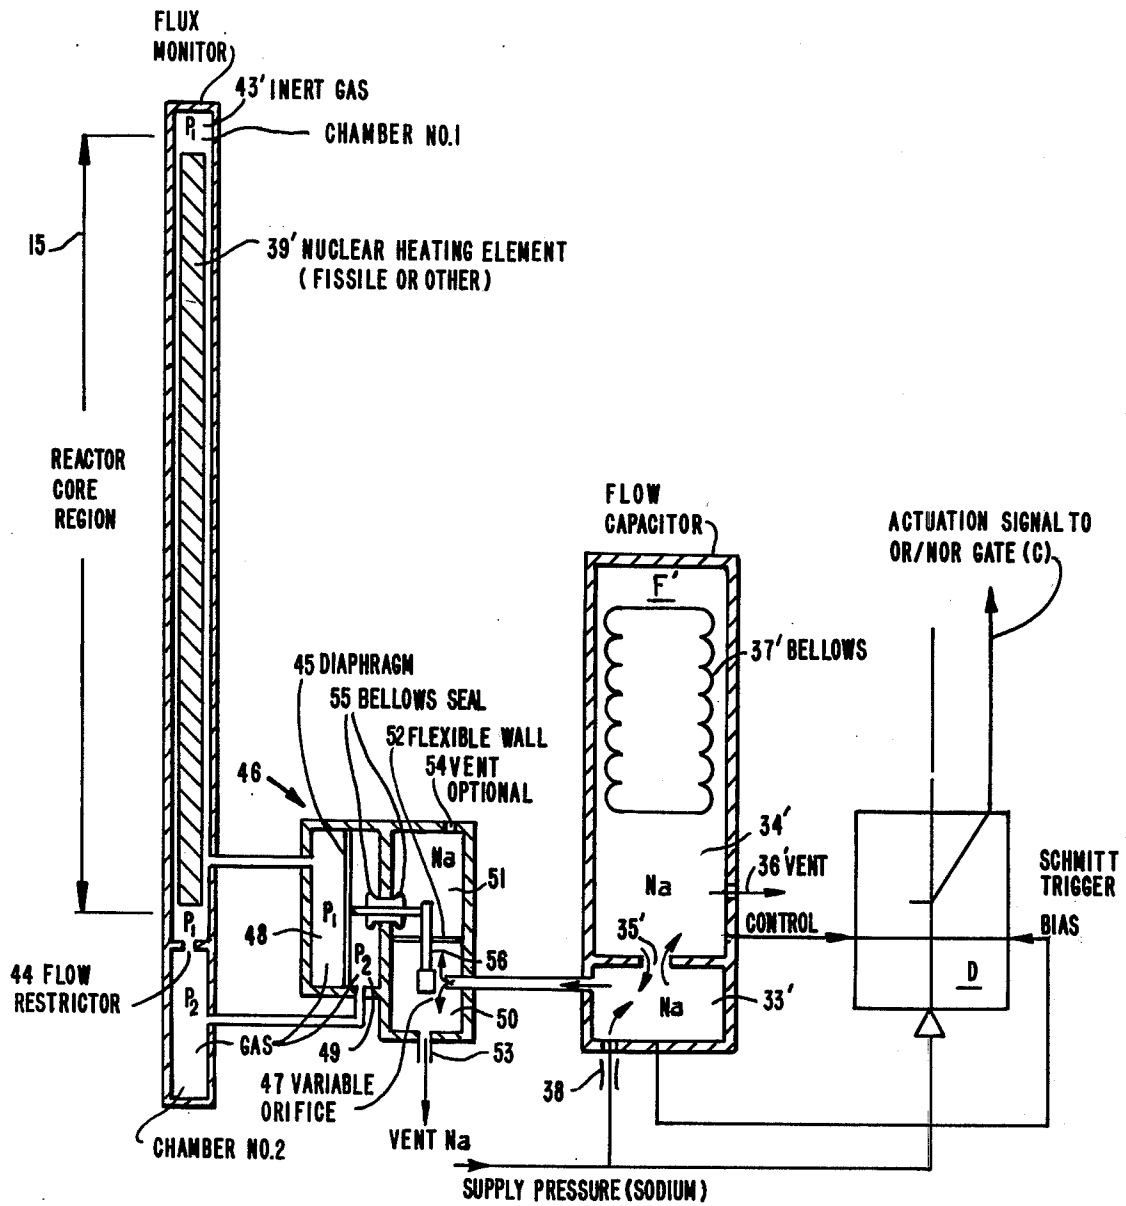 FLUX
MONITOR
43' INERT GAS
P1
CHAMBER NO.1
15
39' NUCLEAR HEATING ELEMENT
(FISSILE OR OTHER)
REACTOR
CORE
REGION
FLOW
CAPACITOR
ACTUATION SIGNAL TO
OR/NOR GATE (C)
F'
37' BELLOWS
45 DIAPHRAGM
55 BELLOWS SEAL
52 FLEXIBLE WALL
54 VENT
OPTIONAL
46
34'
Na
51
36' VENT
Na
SCHMITT
TRIGGER
P1
P1
48
35'
CONTROL
BIAS
44 FLOW
RESTRICTOR
P2
56
D
P2
Na
33'
50
GAS
49
53
38
47 VARIABLE
ORIFICE
CHAMBER NO.2
VENT Na
SUPPLY PRESSURE (SODIUM)